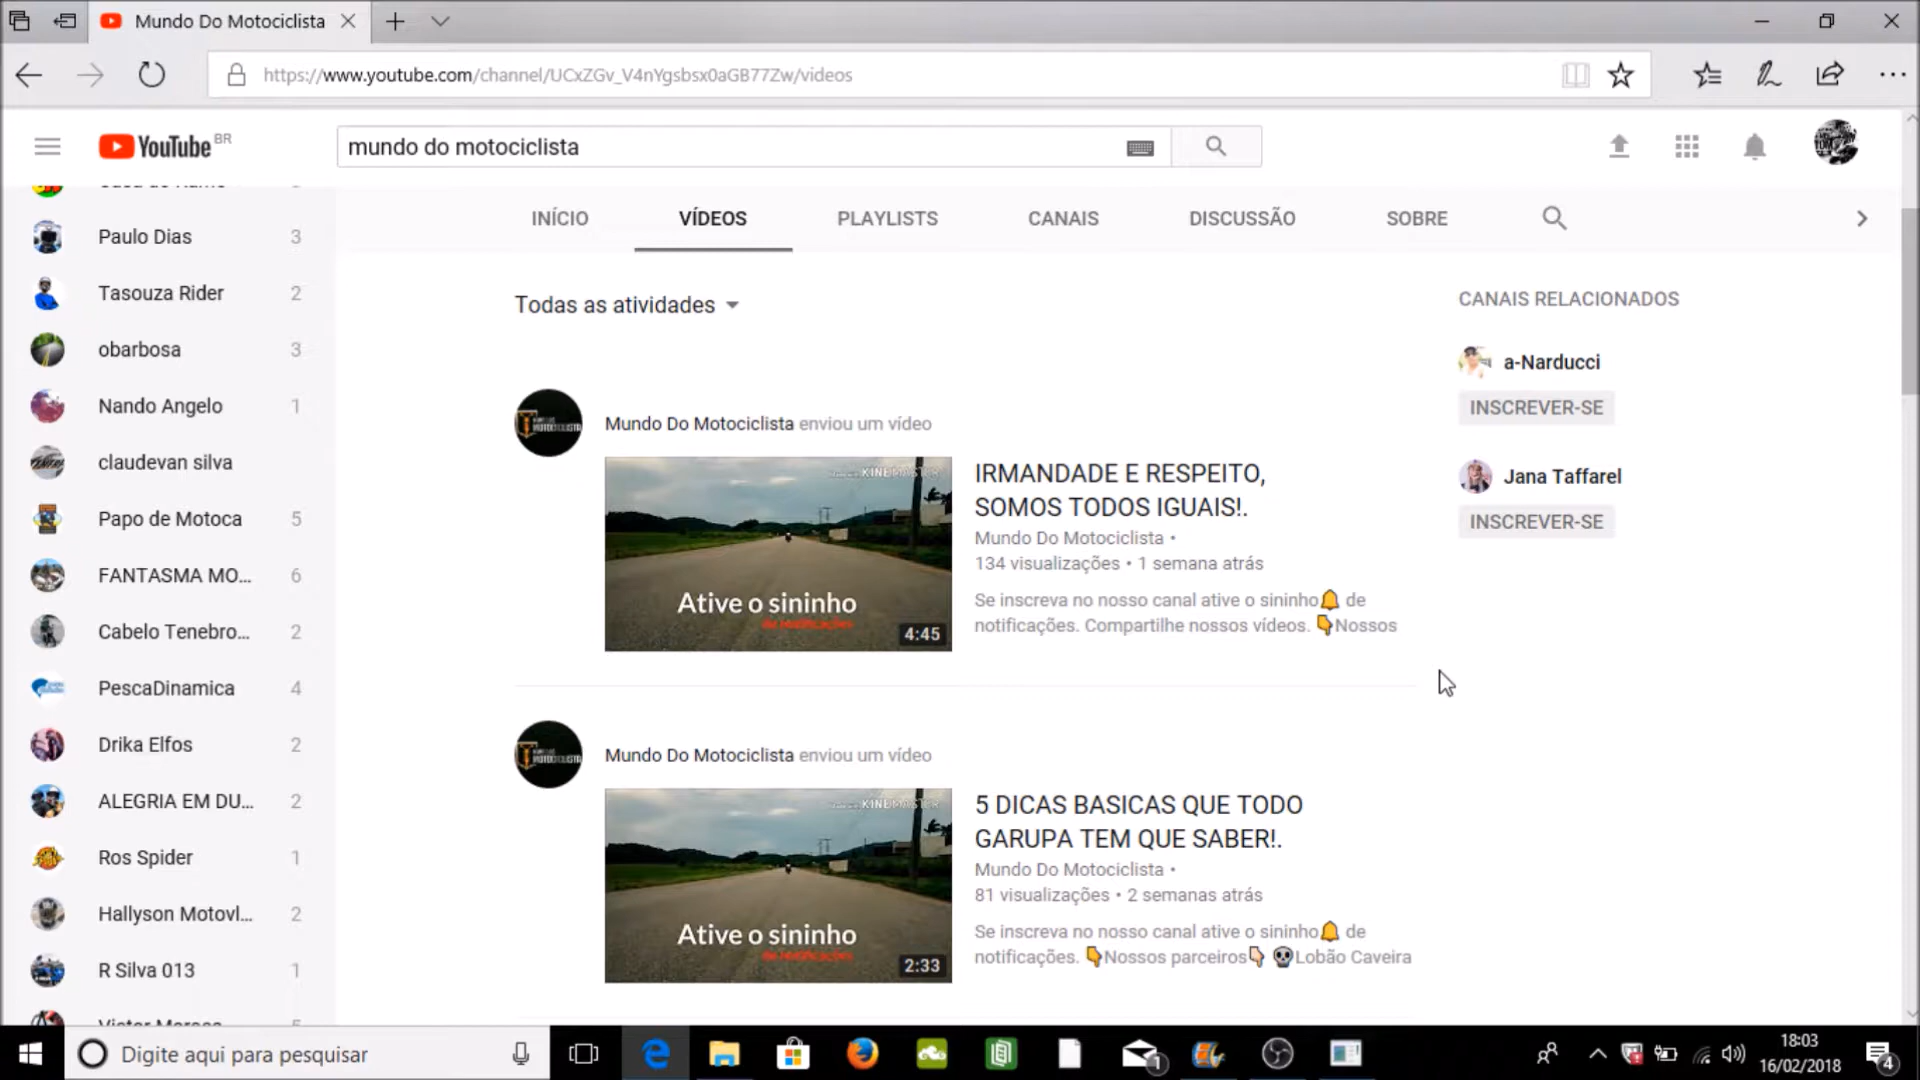 Mundo Do Motociclista
https://www.youtube.com/channel/UCxZGv_V4nYgsbsx0aGB77Zw/videos
YouTube BR
mundo do motociclista
INÍCIO VÍDEOS PLAYLISTS CANAIS DISCUSSÃO SOBRE
Paulo Dias 3
Tasouza Rider 2
obarbosa 3
Nando Angelo 1
claudevan silva
Papo de Motoca 5
FANTASMA MO... 6
Cabelo Tenebro... 2
PescaDinamica 4
Drika Elfos 2
ALEGRIA EM DU... 2
Ros Spider 1
Hallyson Motovl... 2
R Silva 013 1
Todas as atividades
Mundo Do Motociclista enviou um vídeo
KINEMASTER
Ative o sininho
de notificações
4:45
IRMANDADE E RESPEITO,
SOMOS TODOS IGUAIS!.
Mundo Do Motociclista •
134 visualizações • 1 semana atrás
Se inscreva no nosso canal ative o sininho🔔 de
notificações. Compartilhe nossos vídeos. 👇Nossos
Mundo Do Motociclista enviou um vídeo
KINEMASTER
Ative o sininho
de notificações
2:33
5 DICAS BASICAS QUE TODO
GARUPA TEM QUE SABER!.
Mundo Do Motociclista •
81 visualizações • 2 semanas atrás
Se inscreva no nosso canal ative o sininho🔔 de
notificações. 👇Nossos parceiros👇 💀Lobão Caveira
CANAIS RELACIONADOS
a-Narducci
INSCREVER-SE
Jana Taffarel
INSCREVER-SE
Digite aqui para pesquisar
1
18:03
16/02/2018
4